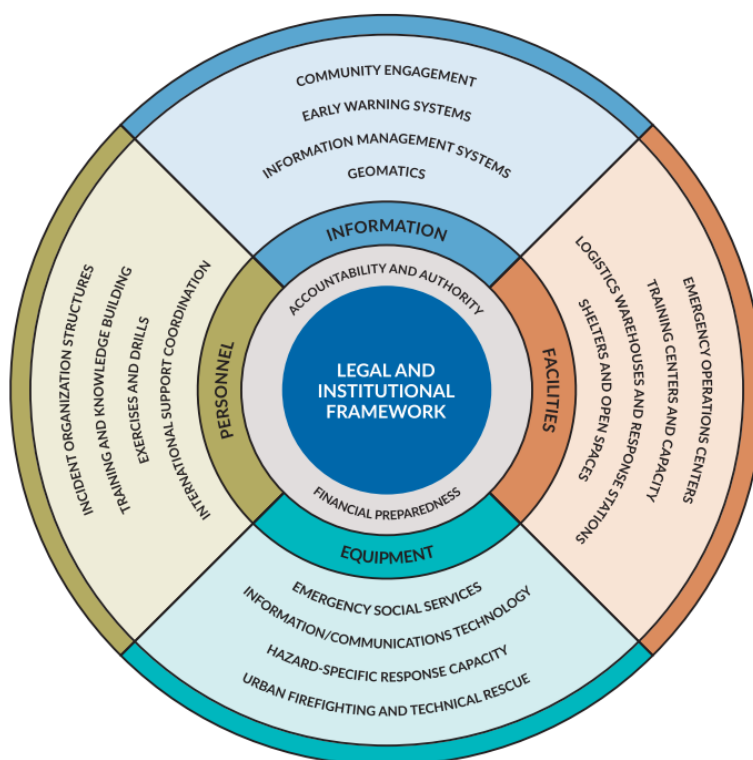 COMMUNITY ENGAGEMENT
EARLY WARNING SYSTEMS
INFORMATION MANAGEMENT SYSTEMS
GEOMATICS
INFORMATION
ACCOUNTABILITY AND AUTHORITY
LEGAL AND
INSTITUTIONAL
FRAMEWORK
FINANCIAL PREPAREDNESS
FACILITIES
EMERGENCY OPERATIONS CENTERS
TRAINING CENTERS AND CAPACITY
LOGISTICS WAREHOUSES AND RESPONSE STATIONS
SHELTERS AND OPEN SPACES
EQUIPMENT
EMERGENCY SOCIAL SERVICES
INFORMATION/COMMUNICATIONS TECHNOLOGY
HAZARD-SPECIFIC RESPONSE CAPACITY
URBAN FIREFIGHTING AND TECHNICAL RESCUE
PERSONNEL
INCIDENT ORGANIZATION STRUCTURES
TRAINING AND KNOWLEDGE BUILDING
EXERCISES AND DRILLS
INTERNATIONAL SUPPORT COORDINATION